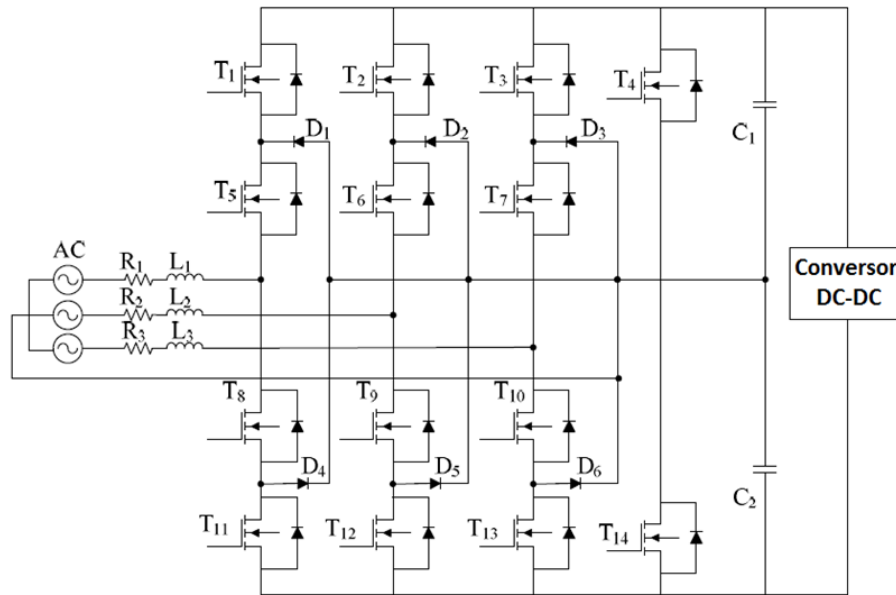 T1
T2
T3
T4
D1
D2
D3
C1
T5
T6
T7
AC
R1
L1
R2
L2
R3
L3
Conversor
DC-DC
T8
T9
T10
D4
D5
D6
C2
T11
T12
T13
T14